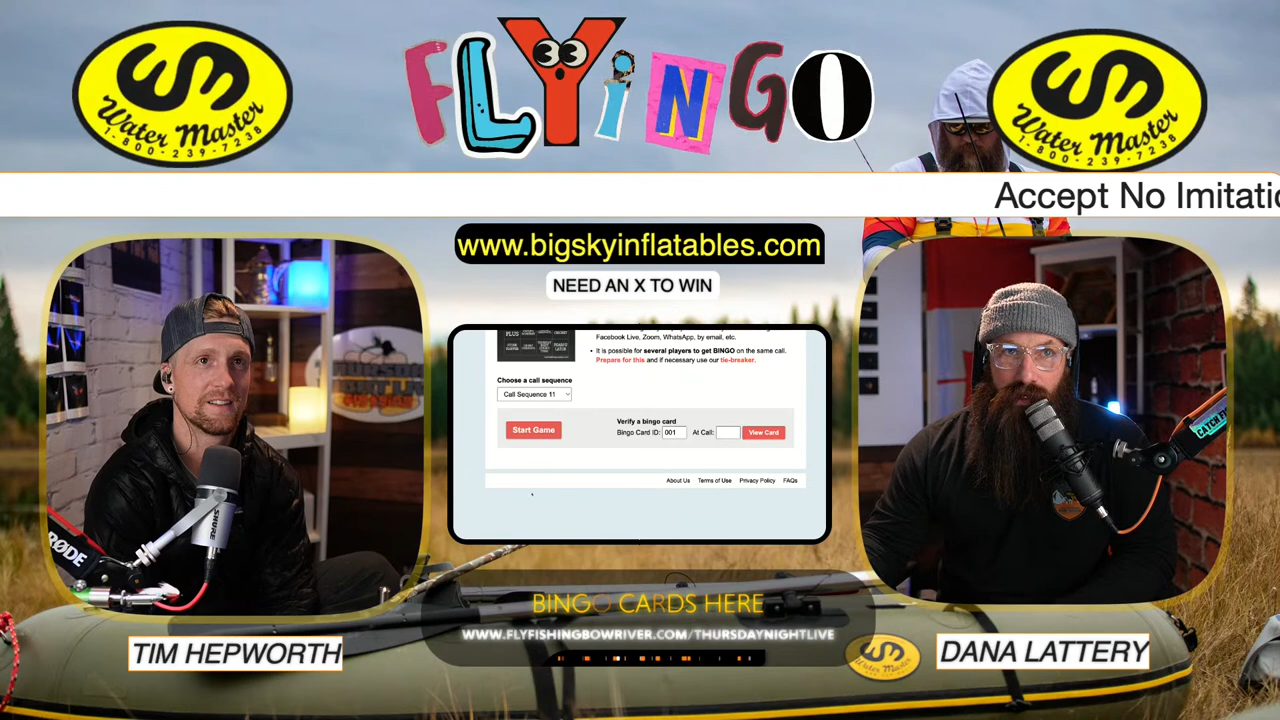 FLYiNGO
Water Master
1-800-239-7238
Water Master
1-800-239-7238
Accept No Imitatio
www.bigskyinflatables.com
NEED AN X TO WIN
Facebook Live, Zoom, WhatsApp, by email, etc.
• It is possible for several players to get BINGO on the same call.
Prepare for this and if necessary use our tie-breaker.
Choose a call sequence
Call Sequence 11
Start Game
Verify a bingo card
Bingo Card ID: 001 At Call: View Card
About Us Terms of Use Privacy Policy FAQs
SHURE
RØDE
BINGO CARDS HERE
WWW.FLYFISHINGBOWRIVER.COM/THURSDAYNIGHTLIVE
TIM HEPWORTH
Water Master
DANA LATTERY